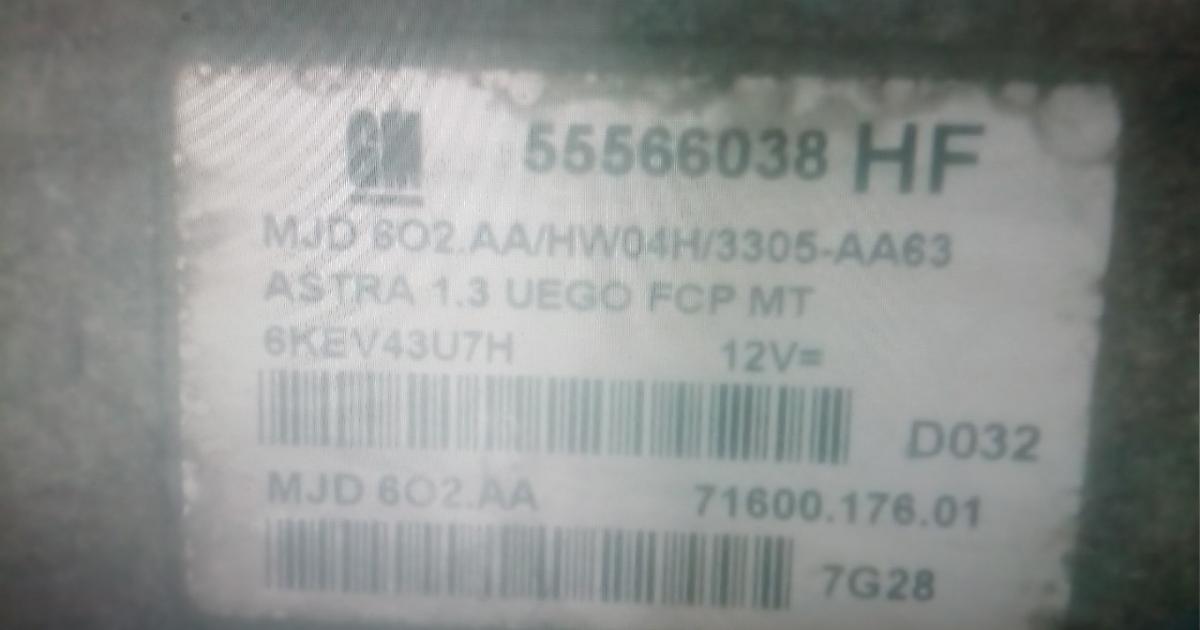 GM 55566038 HF
MJD 6O2.AA/HW04H/3305-AA63
ASTRA 1.3 UEGO FCP MT
6KEV43U7H 12V=
D032
MJD 6O2.AA 71600.176.01
7G28